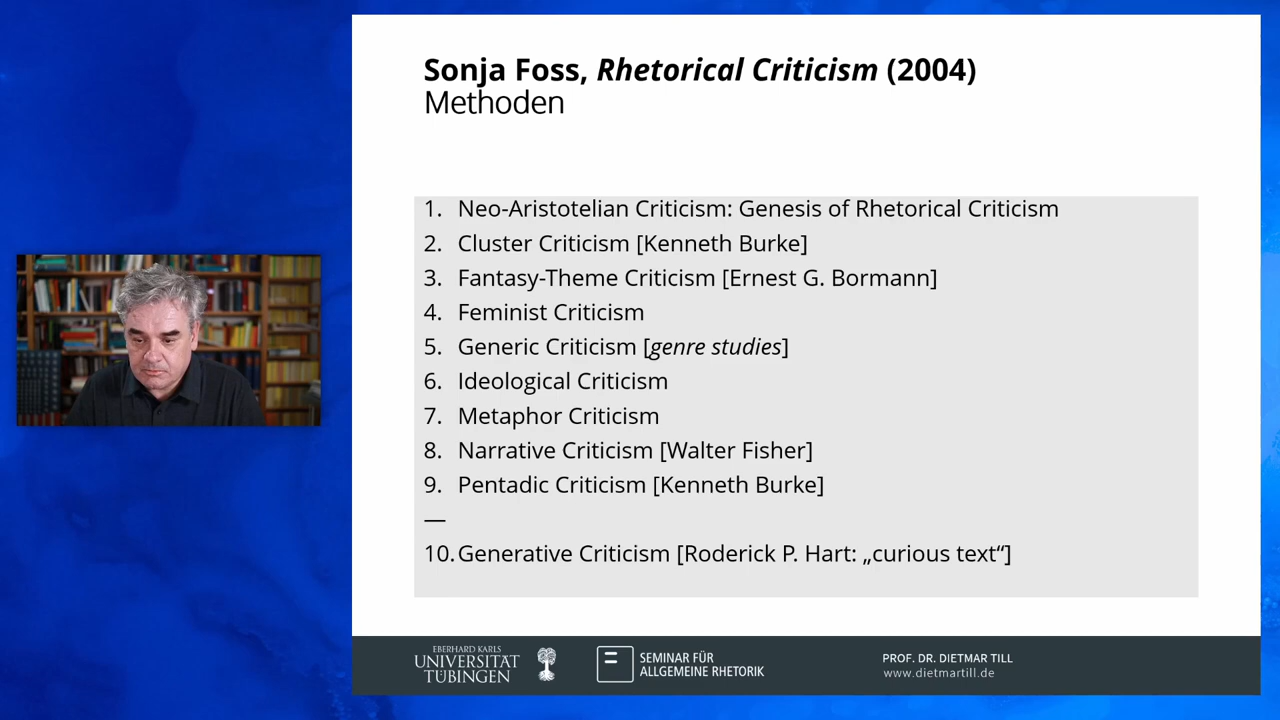 Sonja Foss, Rhetorical Criticism (2004)
Methoden
1. Neo-Aristotelian Criticism: Genesis of Rhetorical Criticism
2. Cluster Criticism [Kenneth Burke]
3. Fantasy-Theme Criticism [Ernest G. Bormann]
4. Feminist Criticism
5. Generic Criticism [genre studies]
6. Ideological Criticism
7. Metaphor Criticism
8. Narrative Criticism [Walter Fisher]
9. Pentadic Criticism [Kenneth Burke]
—
10. Generative Criticism [Roderick P. Hart: „curious text“]
EBERHARD KARLS
UNIVERSITÄT
TÜBINGEN
SEMINAR FÜR
ALLGEMEINE RHETORIK
PROF. DR. DIETMAR TILL
www.dietmartill.de